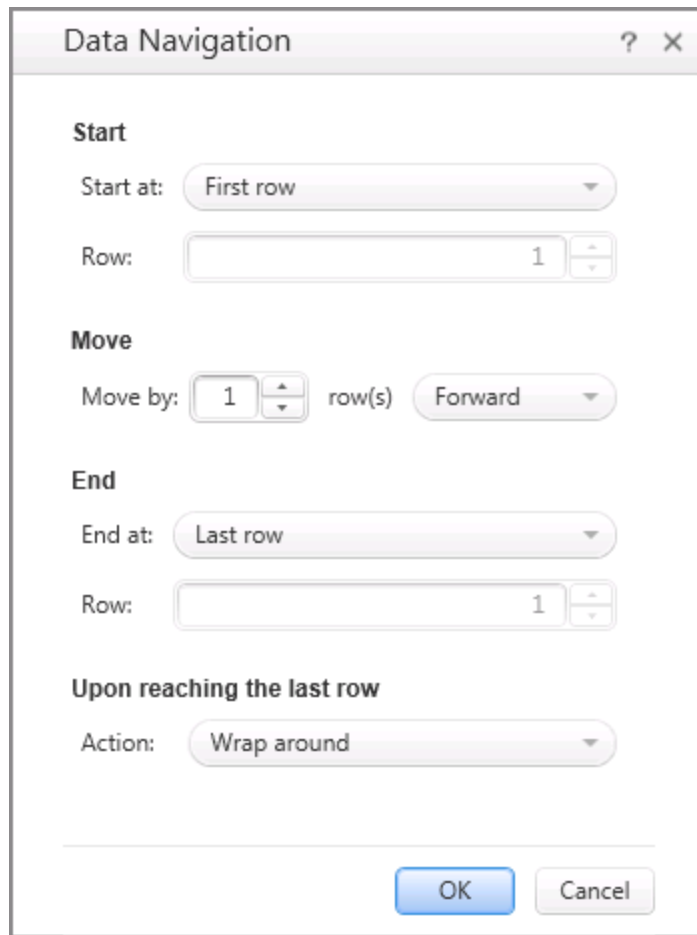 Data Navigation ?
Start
Start at: First row
Row: 1
Move
Move by: 1 row(s) Forward
End
End at: Last row
Row: 1
Upon reaching the last row
Action: Wrap around
OK Cancel